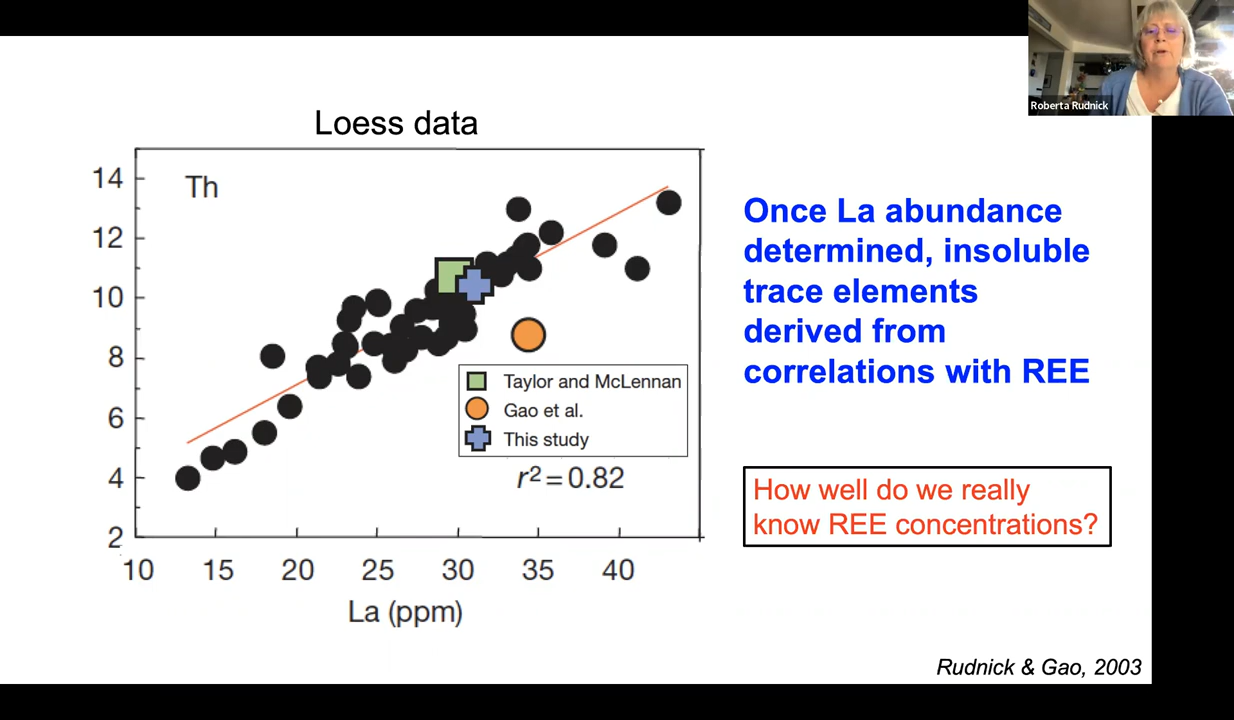 Roberta Rudnick
Loess data
Th
14
12
10
8
6
4
2
10 15 20 25 30 35 40
La (ppm)
Taylor and McLennan
Gao et al.
This study
r² = 0.82
Once La abundance
determined, insoluble
trace elements
derived from
correlations with REE
How well do we really
know REE concentrations?
Rudnick & Gao, 2003